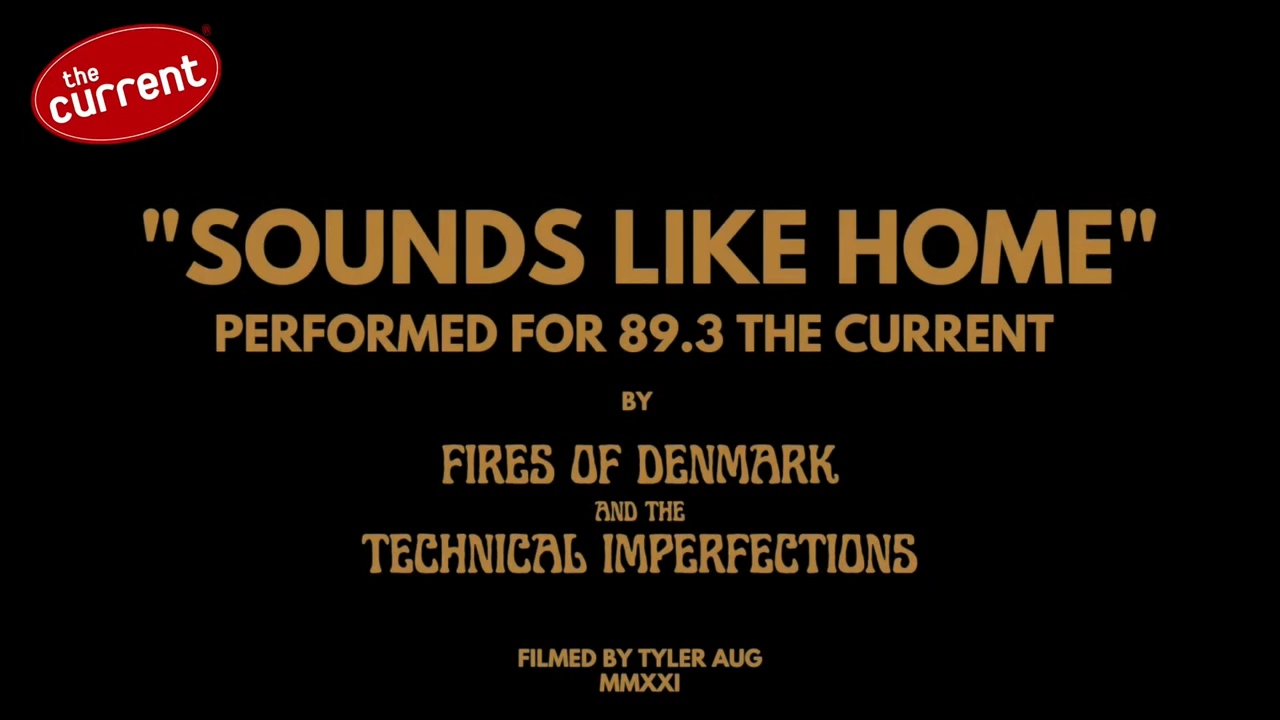 the
current
"SOUNDS LIKE HOME"
PERFORMED FOR 89.3 THE CURRENT
BY
FIRES OF DENMARK
AND THE
TECHNICAL IMPERFECTIONS
FILMED BY TYLER AUG
MMXXI